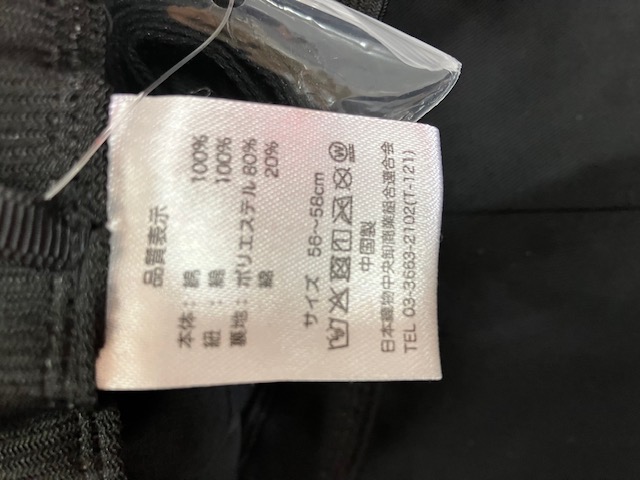 品質表示
本体：綿 100%
紐：綿 100%
裏地：ポリエステル 80%
綿 20%
サイズ 56～58cm
中国製
日本織物中央卸商業組合連合会
TEL 03-3663-2102(T-121)